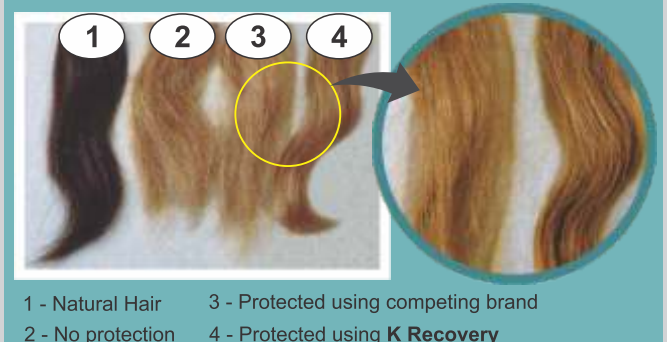 1 2 3 4
1 - Natural Hair 3 - Protected using competing brand
2 - No protection 4 - Protected using K Recovery